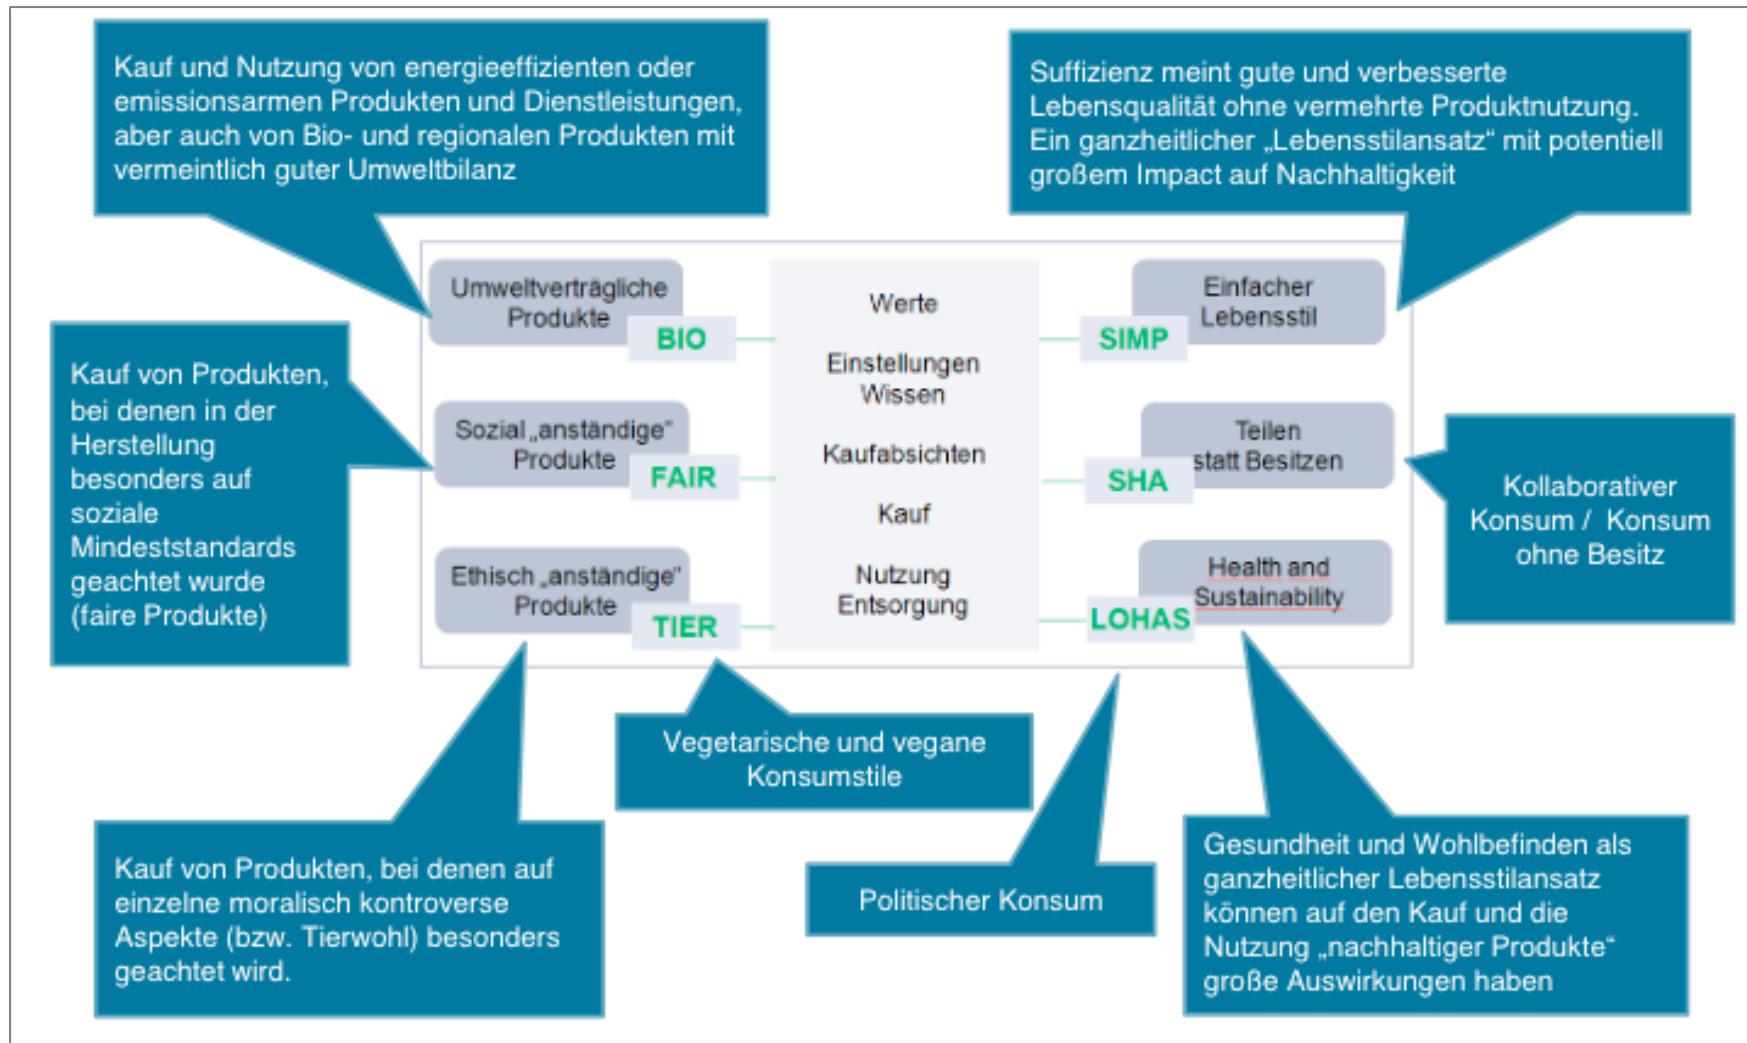 Kauf und Nutzung von energieeffizienten oder
emissionsarmen Produkten und Dienstleistungen,
aber auch von Bio- und regionalen Produkten mit
vermeintlich guter Umweltbilanz
Suffizienz meint gute und verbesserte
Lebensqualität ohne vermehrte Produktnutzung.
Ein ganzheitlicher „Lebensstilansatz“ mit potentiell
großem Impact auf Nachhaltigkeit
Umweltverträgliche
Produkte
BIO
Werte
Einstellungen
Wissen
Kaufabsichten
Kauf
Nutzung
Entsorgung
Einfacher
Lebensstil
SIMP
Kauf von Produkten,
bei denen in der
Herstellung
besonders auf
soziale
Mindeststandards
geachtet wurde
(faire Produkte)
Sozial „anständige“
Produkte
FAIR
Teilen
statt Besitzen
SHA
Kollaborativer
Konsum / Konsum
ohne Besitz
Ethisch „anständige“
Produkte
TIER
Health and
Sustainability
LOHAS
Vegetarische und vegane
Konsumstile
Kauf von Produkten, bei denen auf
einzelne moralisch kontroverse
Aspekte (bzw. Tierwohl) besonders
geachtet wird.
Politischer Konsum
Gesundheit und Wohlbefinden als
ganzheitlicher Lebensstilansatz
können auf den Kauf und die
Nutzung „nachhaltiger Produkte“
große Auswirkungen haben